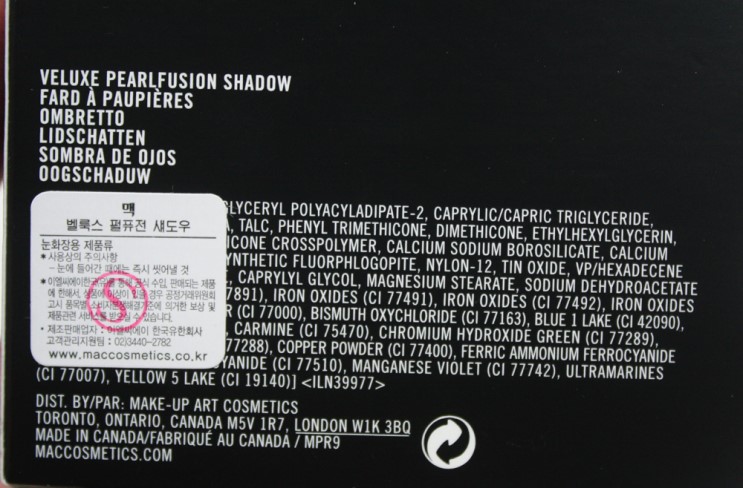 VELUXE PEARLFUSION SHADOW
FARD À PAUPIÈRES
OMBRETTO
LIDSCHATTEN
SOMBRA DE OJOS
OOGSCHADUW
맥
벨룩스 펄퓨전 섀도우
눈화장용 제품류
* 사용상의 주의사항
- 눈에 들어간 때에는 즉시 씻어낼 것
고객관리지원팀 : 02)3440-2782
www.maccosmetics.co.kr
GLYCERYL POLYACYLADIPATE-2, CAPRYLIC/CAPRIC TRIGLYCERIDE,
TALC, PHENYL TRIMETHICONE, DIMETHICONE, ETHYLHEXYLGLYCERIN,
ICONE CROSSPOLYMER, CALCIUM SODIUM BOROSILICATE, CALCIUM
NTHETIC FLUORPHLOGOPITE, NYLON-12, TIN OXIDE, VP/HEXADECENE
CAPRYLYL GLYCOL, MAGNESIUM STEARATE, SODIUM DEHYDROACETATE
77891), IRON OXIDES (CI 77491), IRON OXIDES (CI 77492), IRON OXIDES
R (CI 77000), BISMUTH OXYCHLORIDE (CI 77163), BLUE 1 LAKE (CI 42090),
CARMINE (CI 75470), CHROMIUM HYDROXIDE GREEN (CI 77289),
77288), COPPER POWDER (CI 77400), FERRIC AMMONIUM FERROCYANIDE
YANIDE (CI 77510), MANGANESE VIOLET (CI 77742), ULTRAMARINES
(CI 77007), YELLOW 5 LAKE (CI 19140)] <ILN39977>
DIST. BY/PAR: MAKE-UP ART COSMETICS
TORONTO, ONTARIO, CANADA M5V 1R7, LONDON W1K 3BQ
MADE IN CANADA/FABRIQUÉ AU CANADA / MPR9
MACCOSMETICS.COM